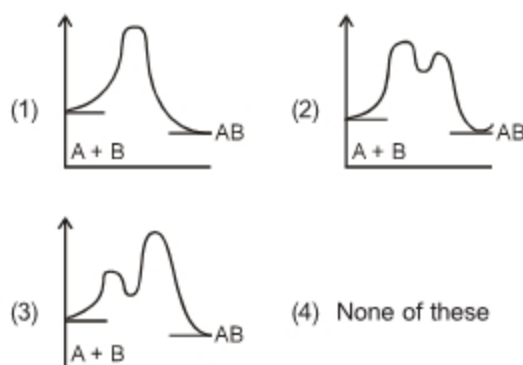 (1)
A + B
AB
(2)
A + B
AB
(3)
A + B
AB
(4) None of these